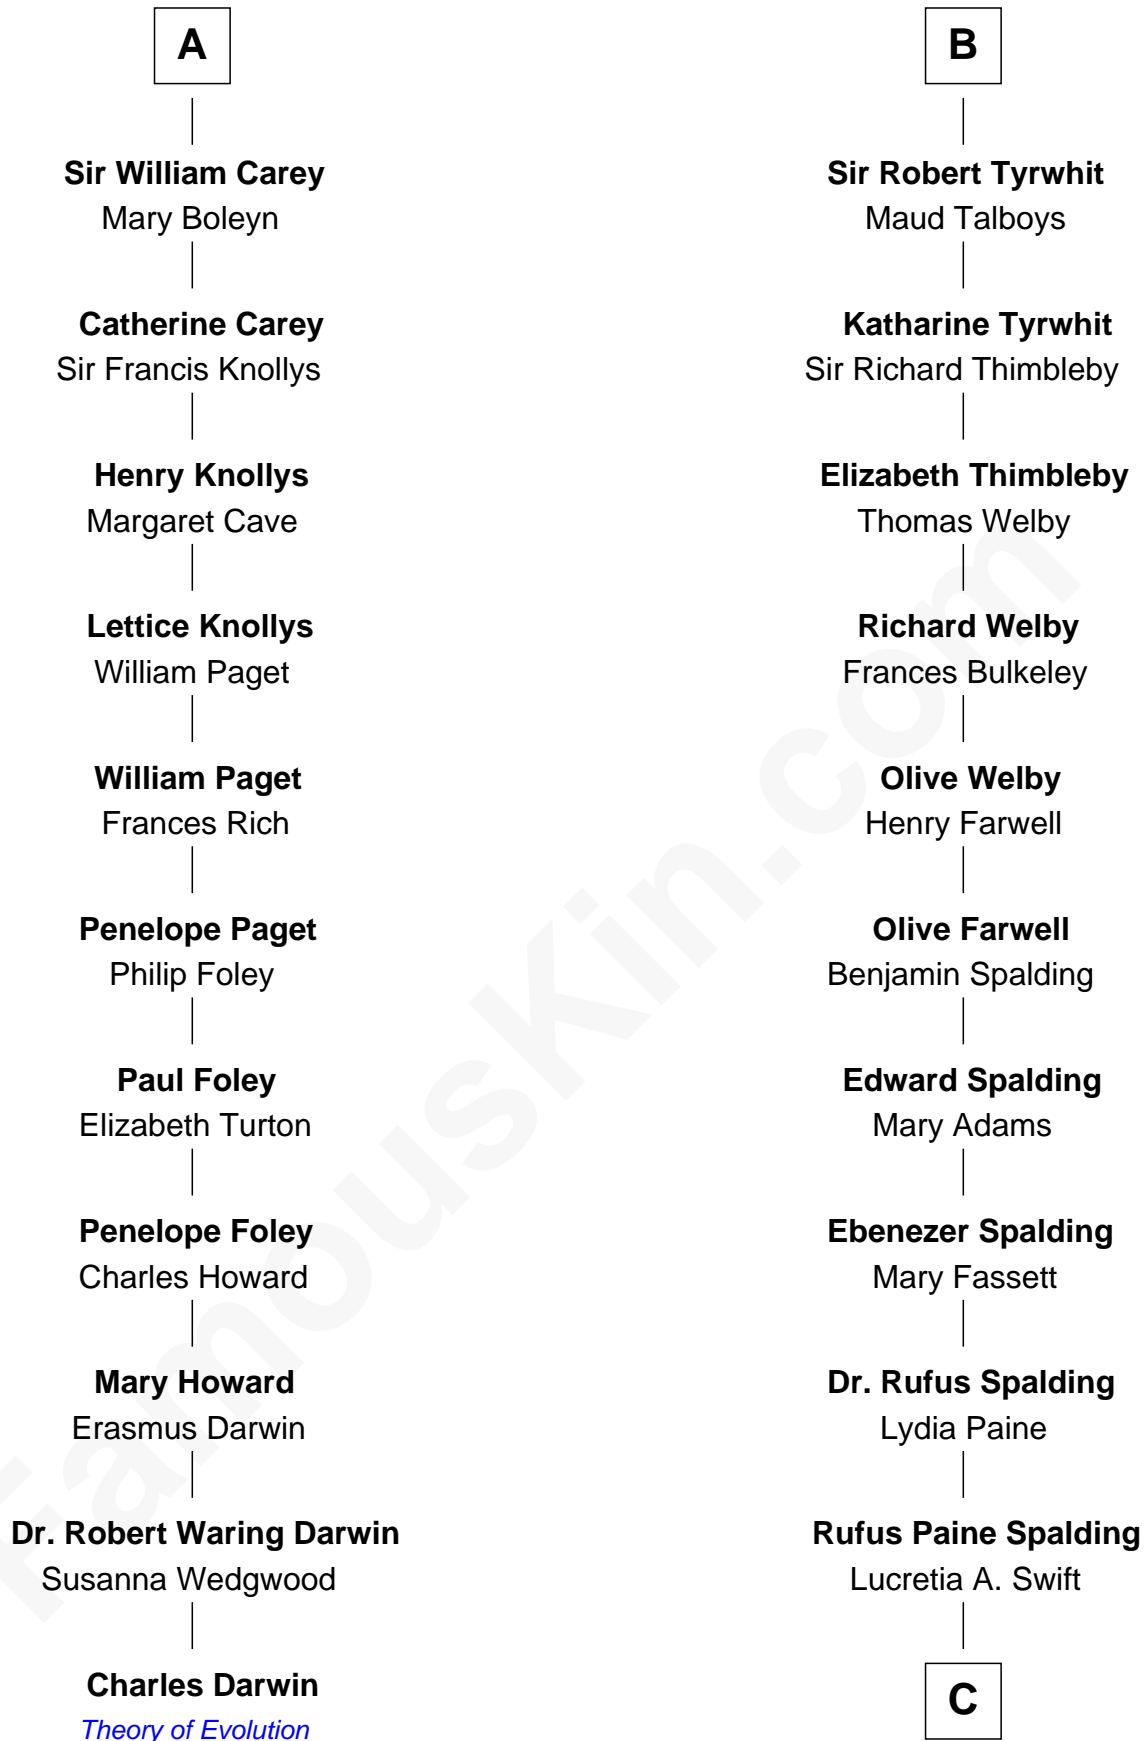 A
Sir William Carey
Mary Boleyn
Catherine Carey
Sir Francis Knollys
Henry Knollys
Margaret Cave
Lettice Knollys
William Paget
William Paget
Frances Rich
Penelope Paget
Philip Foley
Paul Foley
Elizabeth Turton
Penelope Foley
Charles Howard
Mary Howard
Erasmus Darwin
Dr. Robert Waring Darwin
Susanna Wedgwood
Charles Darwin
Theory of Evolution
B
Sir Robert Tyrwhit
Maud Talboys
Katharine Tyrwhit
Sir Richard Thimbleby
Elizabeth Thimbleby
Thomas Welby
Richard Welby
Frances Bulkeley
Olive Welby
Henry Farwell
Olive Farwell
Benjamin Spalding
Edward Spalding
Mary Adams
Ebenezer Spalding
Mary Fassett
Dr. Rufus Spalding
Lydia Paine
Rufus Paine Spalding
Lucretia A. Swift
C
FamousKin.com